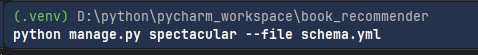 (.venv) D:\python\pycharm_workspace\book_recommender
python manage.py spectacular --file schema.yml